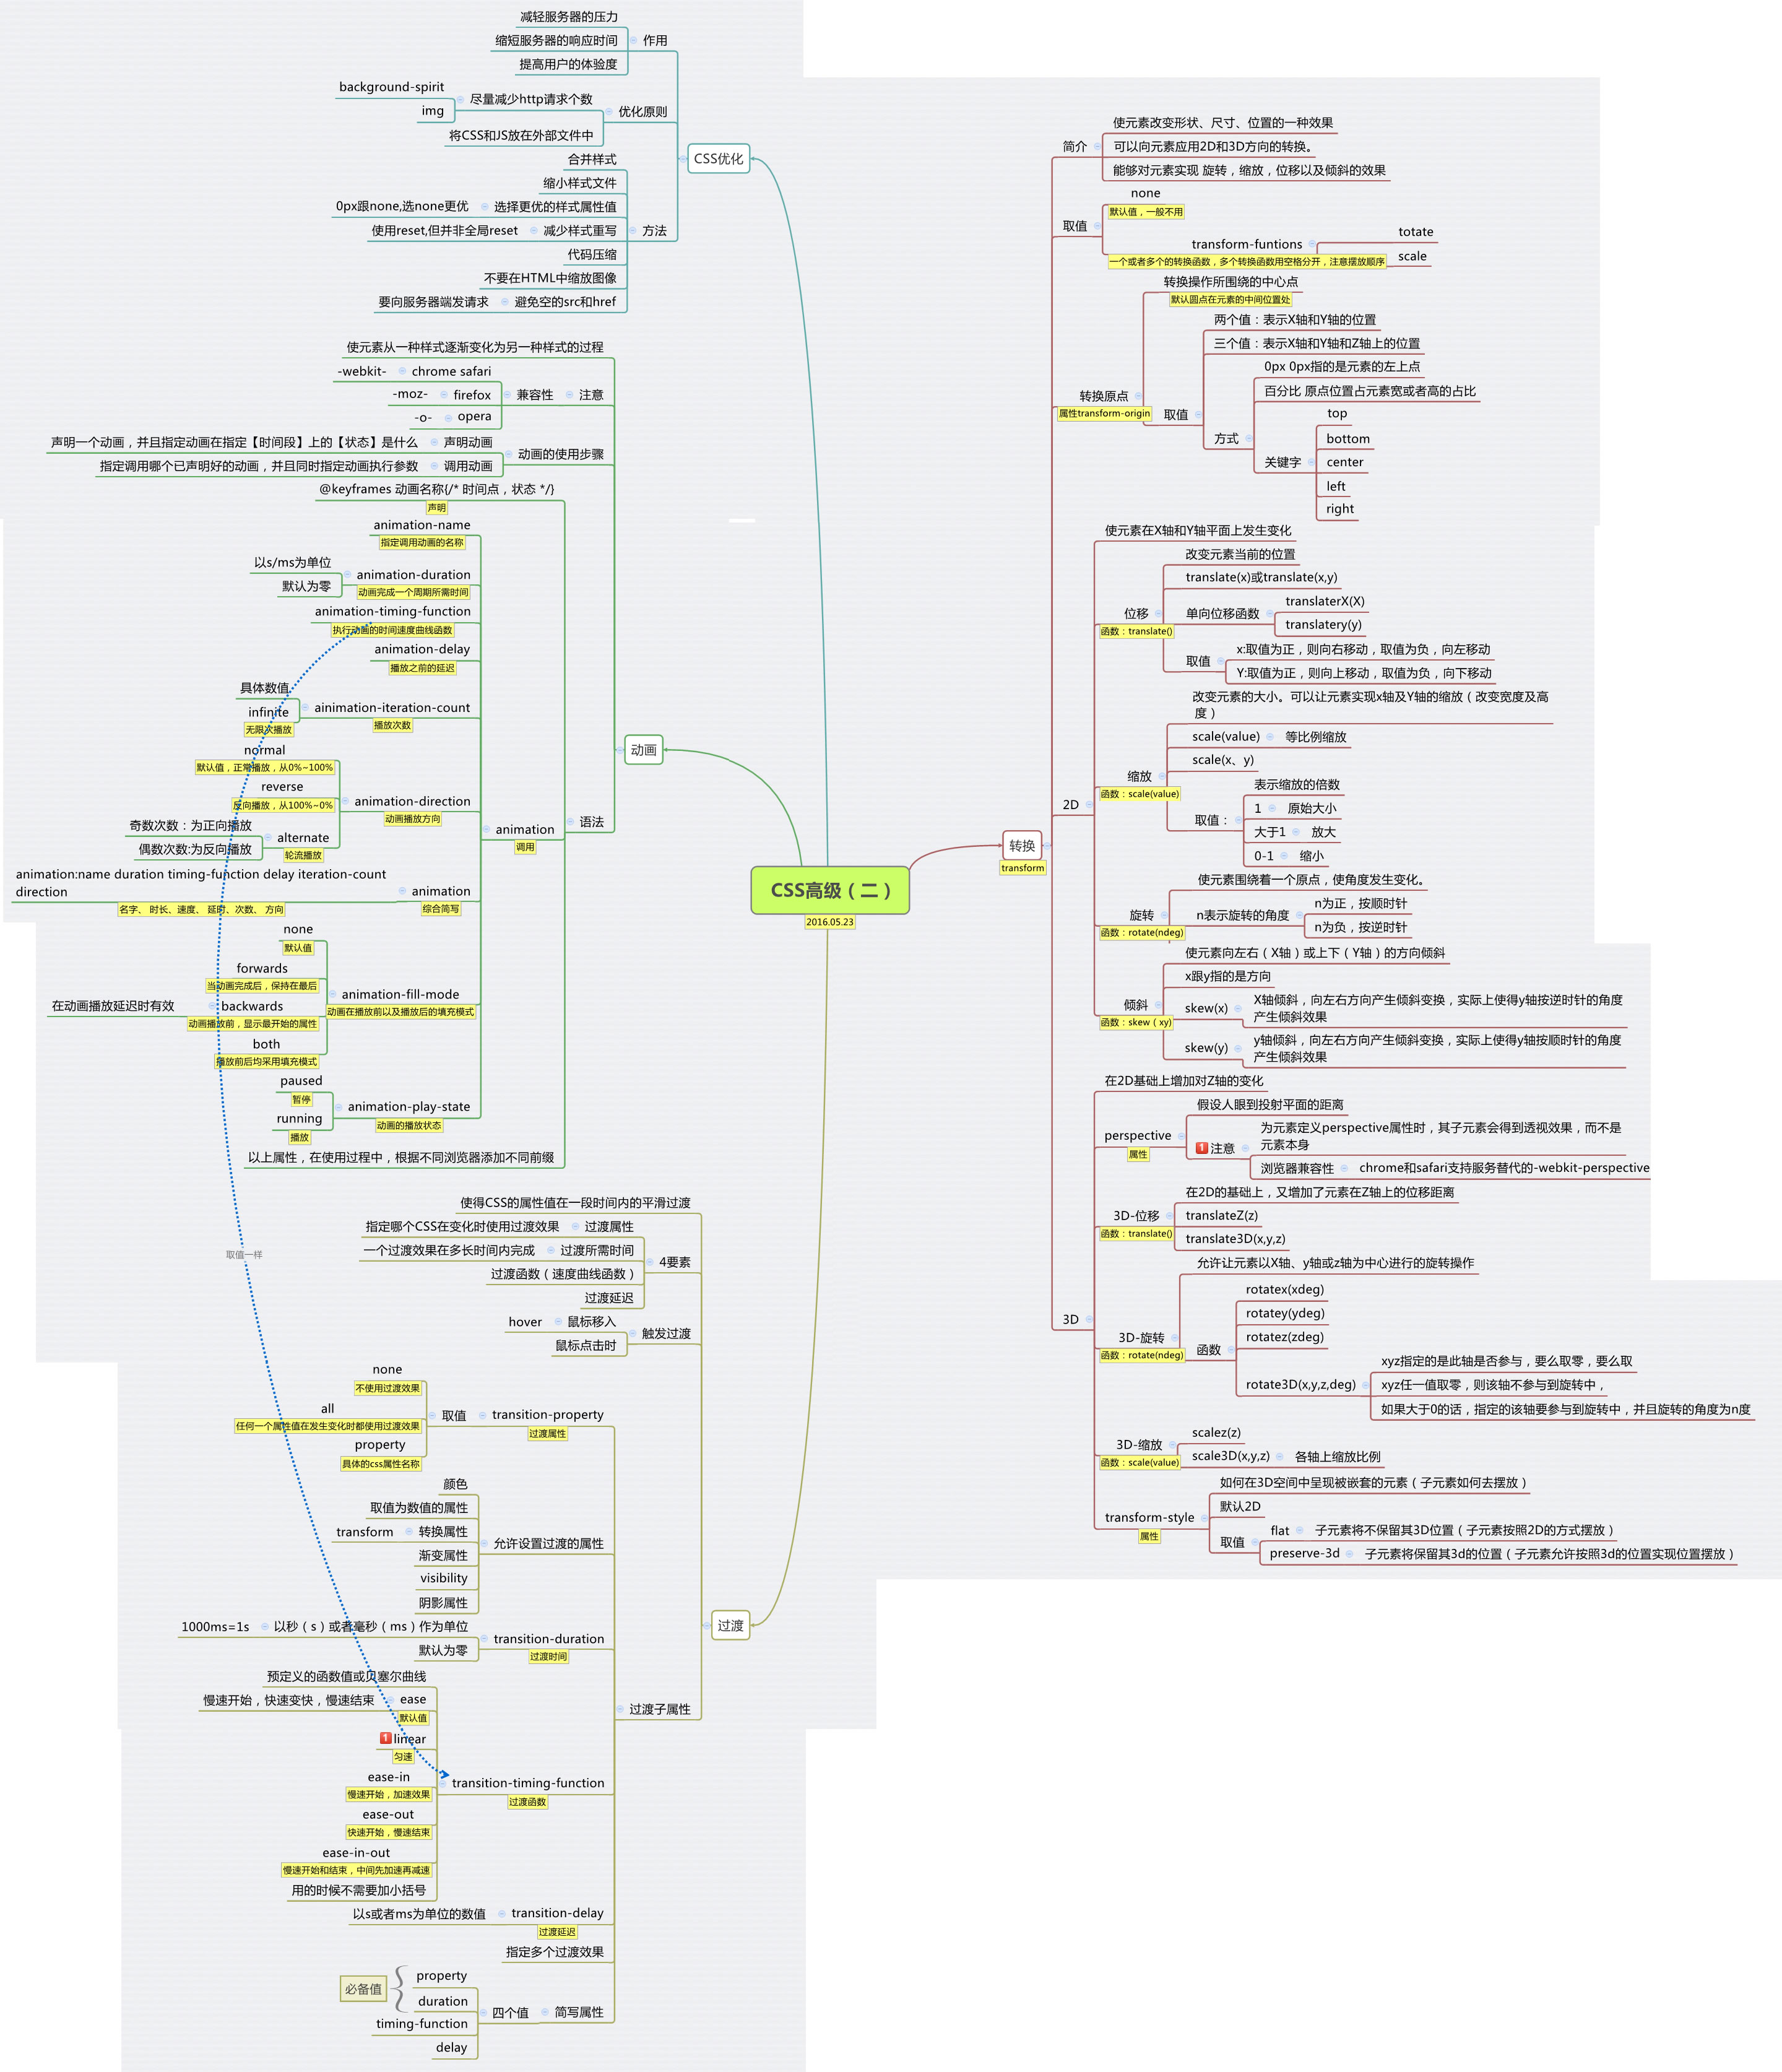 CSS高级（二）
2016.05.23
CSS优化
作用
减轻服务器的压力
缩短服务器的响应时间
提高用户的体验度
优化原则
尽量减少http请求个数
background-spirit
img
将CSS和JS放在外部文件中
方法
合并样式
缩小样式文件
选择更优的样式属性值
0px跟none,选none更优
减少样式重写
使用reset,但并非全局reset
代码压缩
不要在HTML中缩放图像
避免空的src和href
要向服务器端发请求
动画
使元素从一种样式逐渐变化为另一种样式的过程
注意
兼容性
chrome safari
-webkit-
firefox
-moz-
opera
-o-
动画的使用步骤
声明动画
声明一个动画，并且指定动画在指定【时间段】上的【状态】是什么
调用动画
指定调用哪个已声明好的动画，并且同时指定动画执行参数
语法
@keyframes 动画名称{/* 时间点，状态 */}
声明
animation
调用
animation-name
指定调用动画的名称
animation-duration
动画完成一个周期所需时间
以s/ms为单位
默认为零
animation-timing-function
执行动画的时间速度曲线函数
animation-delay
播放之前的延迟
ainimation-iteration-count
播放次数
具体数值
infinite
无限次播放
animation-direction
动画播放方向
normal
默认值，正常播放，从0%~100%
reverse
反向播放，从100%~0%
alternate
轮流播放
奇数次数：为正向播放
偶数次数:为反向播放
animation
综合简写
animation:name duration timing-function delay iteration-count
direction
名字、 时长、速度、 延时、次数、 方向
animation-fill-mode
动画在播放前以及播放后的填充模式
none
默认值
forwards
当动画完成后，保持在最后
backwards
动画播放前，显示最开始的属性
在动画播放延迟时有效
both
播放前后均采用填充模式
animation-play-state
动画的播放状态
paused
暂停
running
播放
以上属性，在使用过程中，根据不同浏览器添加不同前缀
取值一样
过渡
使得CSS的属性值在一段时间内的平滑过渡
4要素
过渡属性
指定哪个CSS在变化时使用过渡效果
过渡所需时间
一个过渡效果在多长时间内完成
过渡函数（速度曲线函数）
过渡延迟
触发过渡
鼠标移入
hover
鼠标点击时
过渡子属性
transition-property
过渡属性
取值
none
不使用过渡效果
all
任何一个属性值在发生变化时都使用过渡效果
property
具体的css属性名称
允许设置过渡的属性
颜色
取值为数值的属性
转换属性
transform
渐变属性
visibility
阴影属性
transition-duration
过渡时间
以秒（s）或者毫秒（ms）作为单位
1000ms=1s
默认为零
transition-timing-function
过渡函数
预定义的函数值或贝塞尔曲线
ease
默认值
慢速开始，快速变快，慢速结束
1 linear
匀速
ease-in
慢速开始，加速效果
ease-out
快速开始，慢速结束
ease-in-out
慢速开始和结束，中间先加速再减速
用的时候不需要加小括号
transition-delay
过渡延迟
以s或者ms为单位的数值
指定多个过渡效果
简写属性
四个值
property
duration
timing-function
delay
必备值
转换
transform
简介
使元素改变形状、尺寸、位置的一种效果
可以向元素应用2D和3D方向的转换。
能够对元素实现 旋转，缩放，位移以及倾斜的效果
取值
none
默认值，一般不用
transform-funtions
一个或者多个的转换函数，多个转换函数用空格分开，注意摆放顺序
totate
scale
转换原点
属性transform-origin
转换操作所围绕的中心点
默认圆点在元素的中间位置处
取值
两个值：表示X轴和Y轴的位置
三个值：表示X轴和Y轴和Z轴上的位置
方式
0px 0px指的是元素的左上点
百分比 原点位置占元素宽或者高的占比
关键字
top
bottom
center
left
right
2D
使元素在X轴和Y轴平面上发生变化
位移
函数：translate()
改变元素当前的位置
translate(x)或translate(x,y)
单向位移函数
translaterX(X)
translatery(y)
取值
x:取值为正，则向右移动，取值为负，向左移动
Y:取值为正，则向上移动，取值为负，向下移动
缩放
函数：scale(value)
改变元素的大小。可以让元素实现x轴及Y轴的缩放（改变宽度及高
度）
scale(value)
等比例缩放
scale(x、y)
取值：
表示缩放的倍数
1
原始大小
大于1
放大
0-1
缩小
旋转
函数：rotate(ndeg)
使元素围绕着一个原点，使角度发生变化。
n表示旋转的角度
n为正，按顺时针
n为负，按逆时针
倾斜
函数：skew（xy)
使元素向左右（X轴）或上下（Y轴）的方向倾斜
x跟y指的是方向
skew(x)
X轴倾斜，向左右方向产生倾斜变换，实际上使得y轴按逆时针的角度
产生倾斜效果
skew(y)
y轴倾斜，向左右方向产生倾斜变换，实际上使得y轴按顺时针的角度
产生倾斜效果
3D
在2D基础上增加对Z轴的变化
perspective
属性
假设人眼到投射平面的距离
1 注意
为元素定义perspective属性时，其子元素会得到透视效果，而不是
元素本身
浏览器兼容性
chrome和safari支持服务替代的-webkit-perspective
3D-位移
函数：translate()
在2D的基础上，又增加了元素在Z轴上的位移距离
translateZ(z)
translate3D(x,y,z)
3D-旋转
函数：rotate(ndeg)
允许让元素以X轴、y轴或z轴为中心进行的旋转操作
函数
rotatex(xdeg)
rotatey(ydeg)
rotatez(zdeg)
rotate3D(x,y,z,deg)
xyz指定的是此轴是否参与，要么取零，要么取
xyz任一值取零，则该轴不参与到旋转中，
如果大于0的话，指定的该轴要参与到旋转中，并且旋转的角度为n度
3D-缩放
函数：scale(value)
scalez(z)
scale3D(x,y,z)
各轴上缩放比例
transform-style
属性
如何在3D空间中呈现被嵌套的元素（子元素如何去摆放）
默认2D
取值
flat
子元素将不保留其3D位置（子元素按照2D的方式摆放）
preserve-3d
子元素将保留其3d的位置（子元素允许按照3d的位置实现位置摆放）